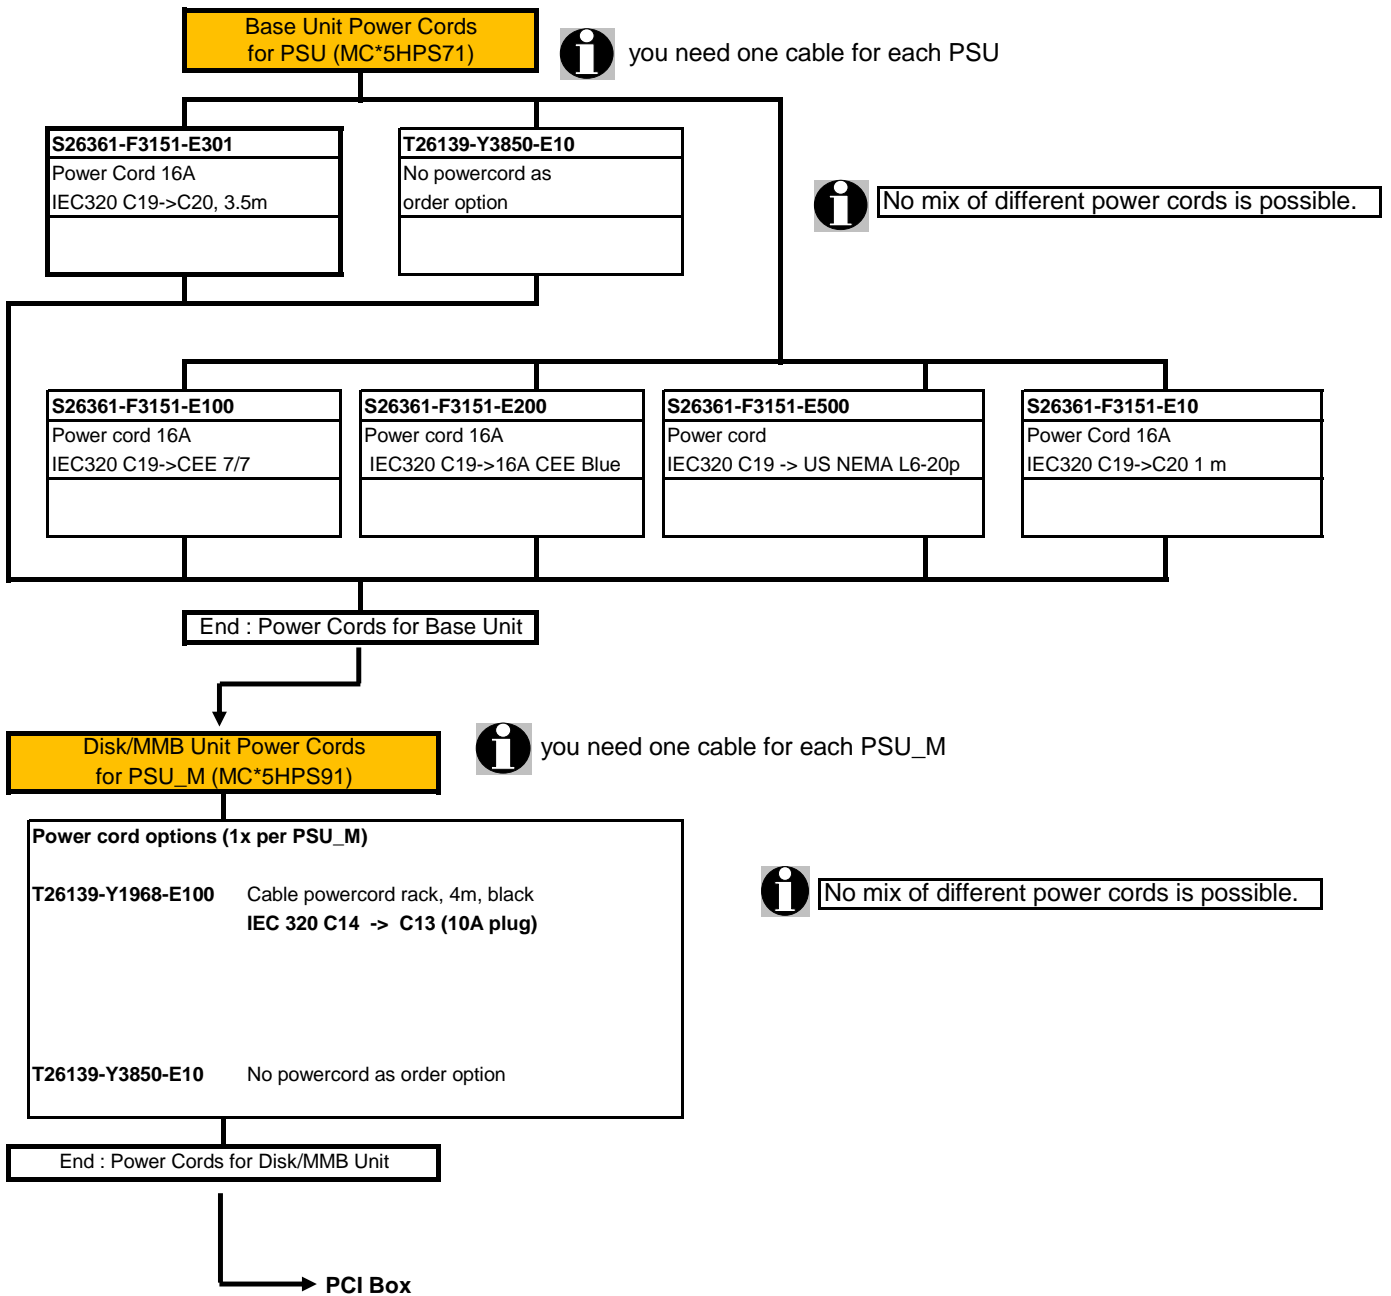 Base Unit Power Cords
for PSU (MC*5HPS71)
you need one cable for each PSU
S26361-F3151-E301
Power Cord 16A
IEC320 C19->C20, 3.5m
T26139-Y3850-E10
No powercord as
order option
No mix of different power cords is possible.
S26361-F3151-E100
Power cord 16A
IEC320 C19->CEE 7/7
S26361-F3151-E200
Power cord 16A
IEC320 C19->16A CEE Blue
S26361-F3151-E500
Power cord
IEC320 C19 -> US NEMA L6-20p
S26361-F3151-E10
Power Cord 16A
IEC320 C19->C20 1 m
End : Power Cords for Base Unit
Disk/MMB Unit Power Cords
for PSU_M (MC*5HPS91)
you need one cable for each PSU_M
Power cord options (1x per PSU_M)
T26139-Y1968-E100 Cable powercord rack, 4m, black
IEC 320 C14 -> C13 (10A plug)
No mix of different power cords is possible.
T26139-Y3850-E10 No powercord as order option
End : Power Cords for Disk/MMB Unit
PCI Box